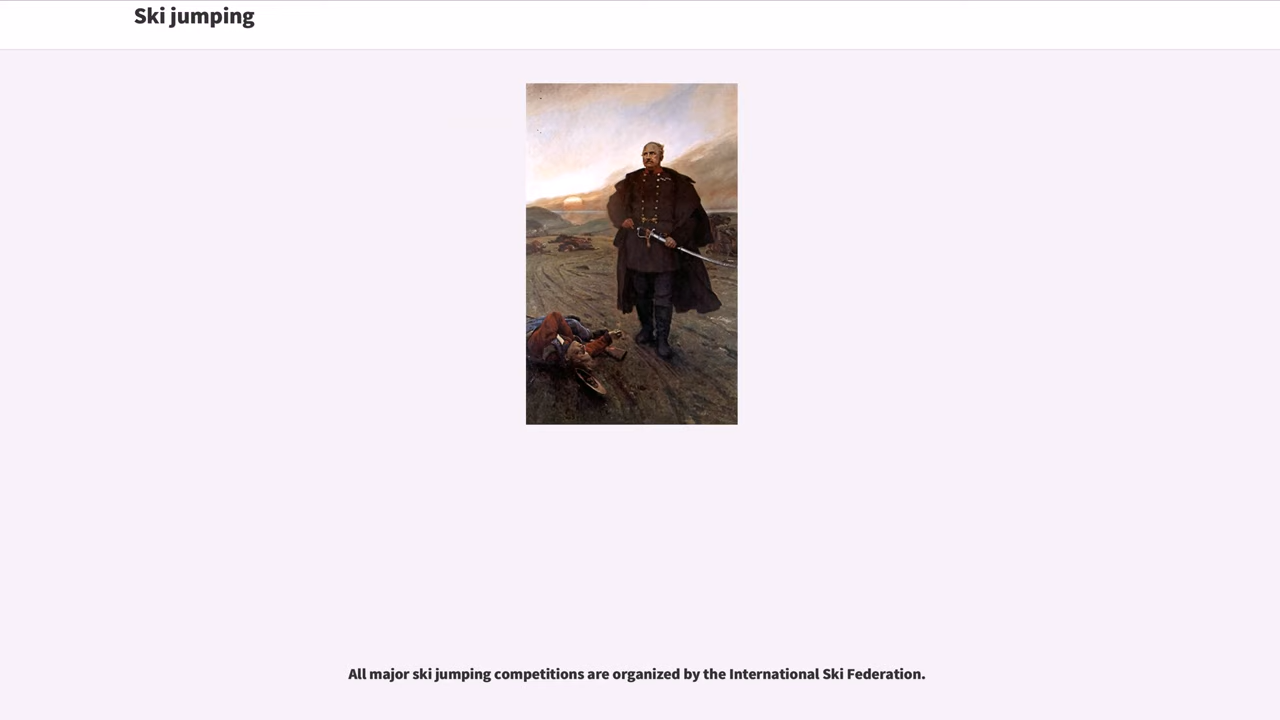 Ski jumping
All major ski jumping competitions are organized by the International Ski Federation.